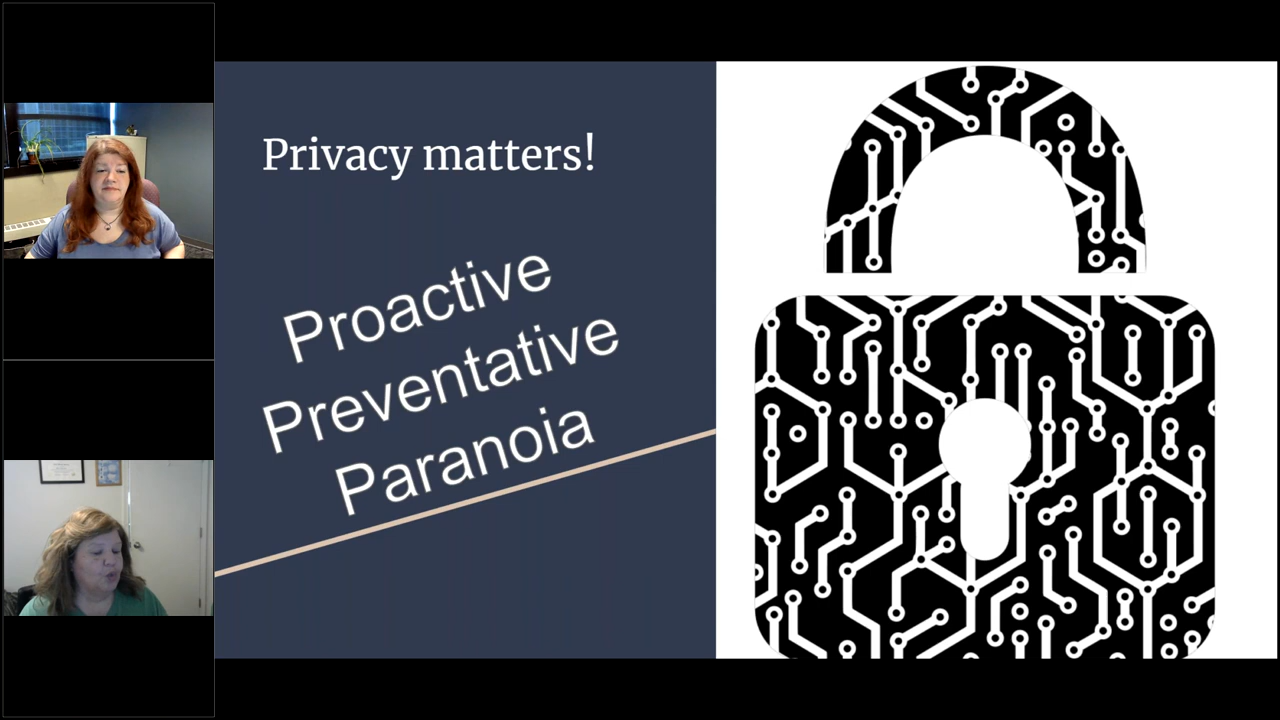 Privacy matters!
Proactive
Preventative
Paranoia